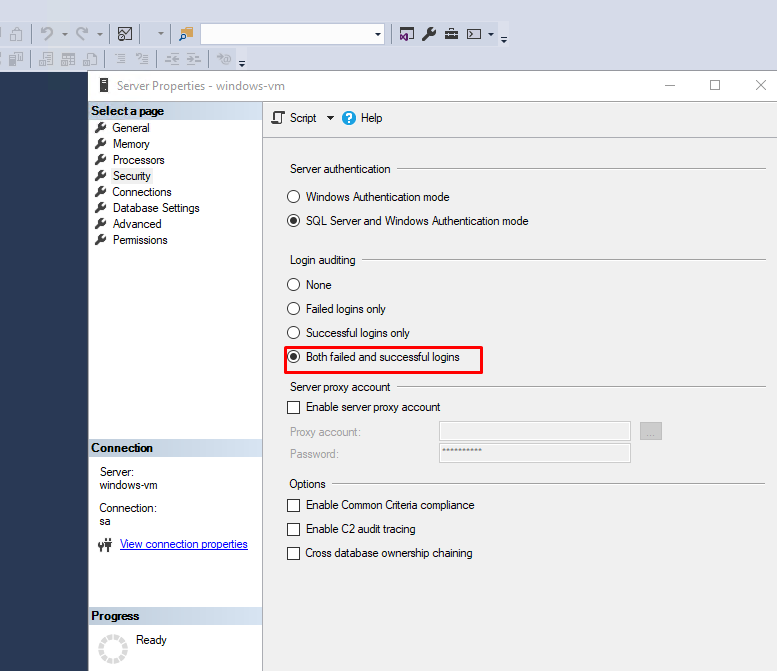 Server Properties - windows-vm
Select a page
General
Memory
Processors
Security
Connections
Database Settings
Advanced
Permissions
Connection
Server:
windows-vm
Connection:
sa
View connection properties
Progress
Ready
Script
Help
Server authentication
Windows Authentication mode
SQL Server and Windows Authentication mode
Login auditing
None
Failed logins only
Successful logins only
Both failed and successful logins
Server proxy account
Enable server proxy account
Proxy account:
...
Password:
**********
Options
Enable Common Criteria compliance
Enable C2 audit tracing
Cross database ownership chaining